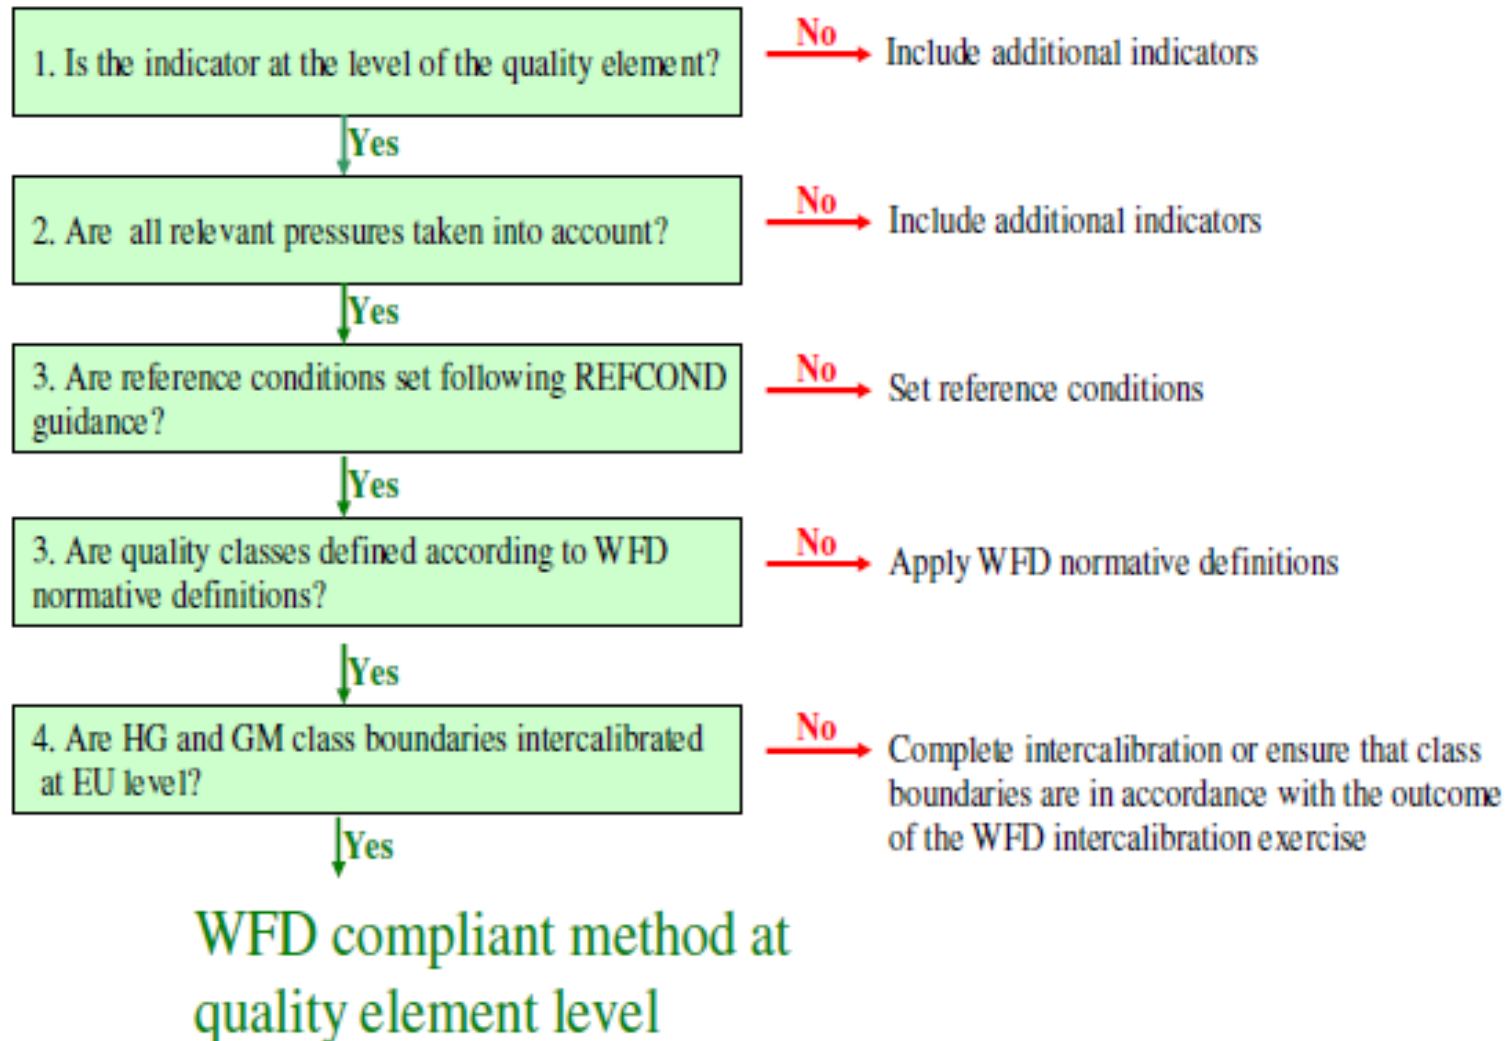 1. Is the indicator at the level of the quality element?
No
Include additional indicators
Yes
2. Are all relevant pressures taken into account?
No
Include additional indicators
Yes
3. Are reference conditions set following REFCOND
guidance?
No
Set reference conditions
Yes
3. Are quality classes defined according to WFD
normative definitions?
No
Apply WFD normative definitions
Yes
4. Are HG and GM class boundaries intercalibrated
at EU level?
No
Complete intercalibration or ensure that class
boundaries are in accordance with the outcome
of the WFD intercalibration exercise
Yes
WFD compliant method at
quality element level